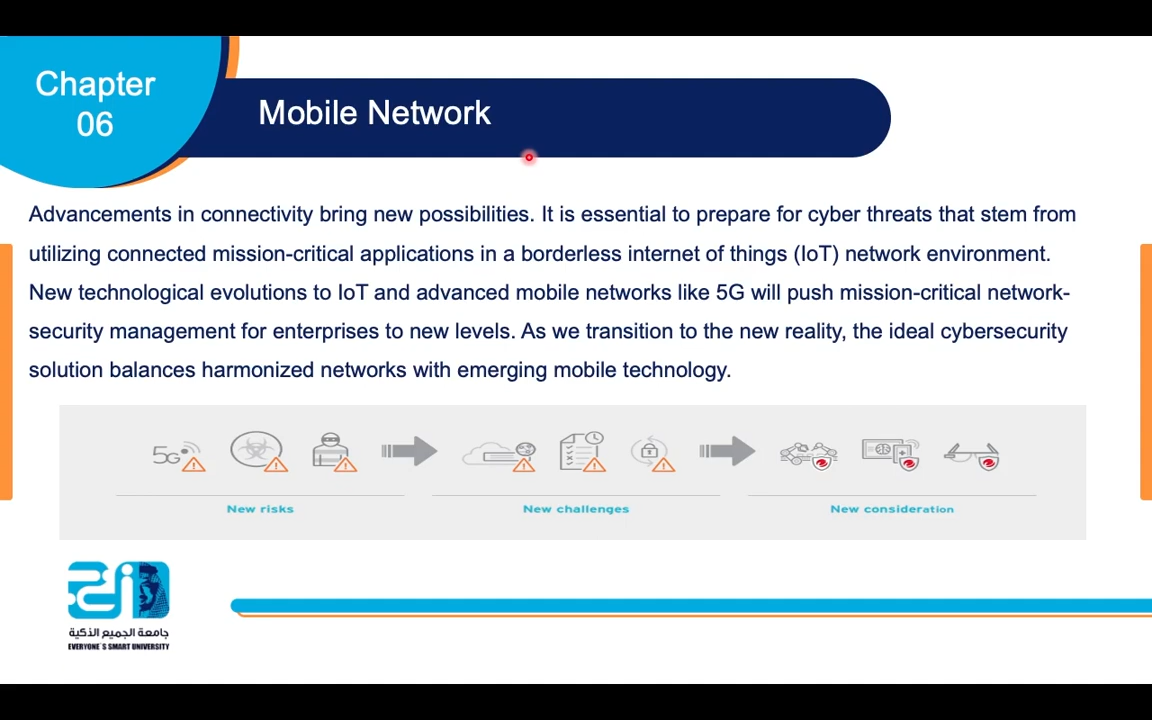 Chapter
06
Mobile Network
Advancements in connectivity bring new possibilities. It is essential to prepare for cyber threats that stem from
utilizing connected mission-critical applications in a borderless internet of things (IoT) network environment.
New technological evolutions to IoT and advanced mobile networks like 5G will push mission-critical network-
security management for enterprises to new levels. As we transition to the new reality, the ideal cybersecurity
solution balances harmonized networks with emerging mobile technology.
5G
New risks
New challenges
New consideration
جامعة الجميع الذكية
EVERYONE'S SMART UNIVERSITY